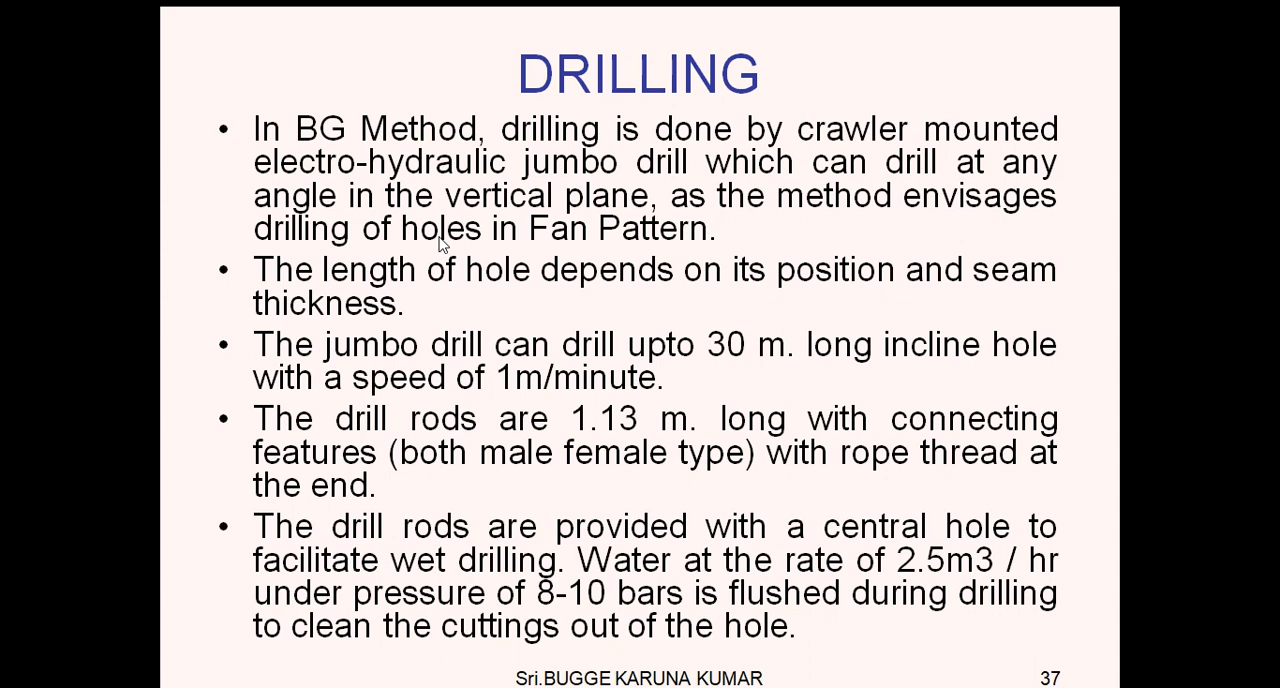 DRILLING
• In BG Method, drilling is done by crawler mounted
electro-hydraulic jumbo drill which can drill at any
angle in the vertical plane, as the method envisages
drilling of holes in Fan Pattern.
• The length of hole depends on its position and seam
thickness.
• The jumbo drill can drill upto 30 m. long incline hole
with a speed of 1m/minute.
• The drill rods are 1.13 m. long with connecting
features (both male female type) with rope thread at
the end.
• The drill rods are provided with a central hole to
facilitate wet drilling. Water at the rate of 2.5m3 / hr
under pressure of 8-10 bars is flushed during drilling
to clean the cuttings out of the hole.
Sri.BUGGE KARUNA KUMAR
37